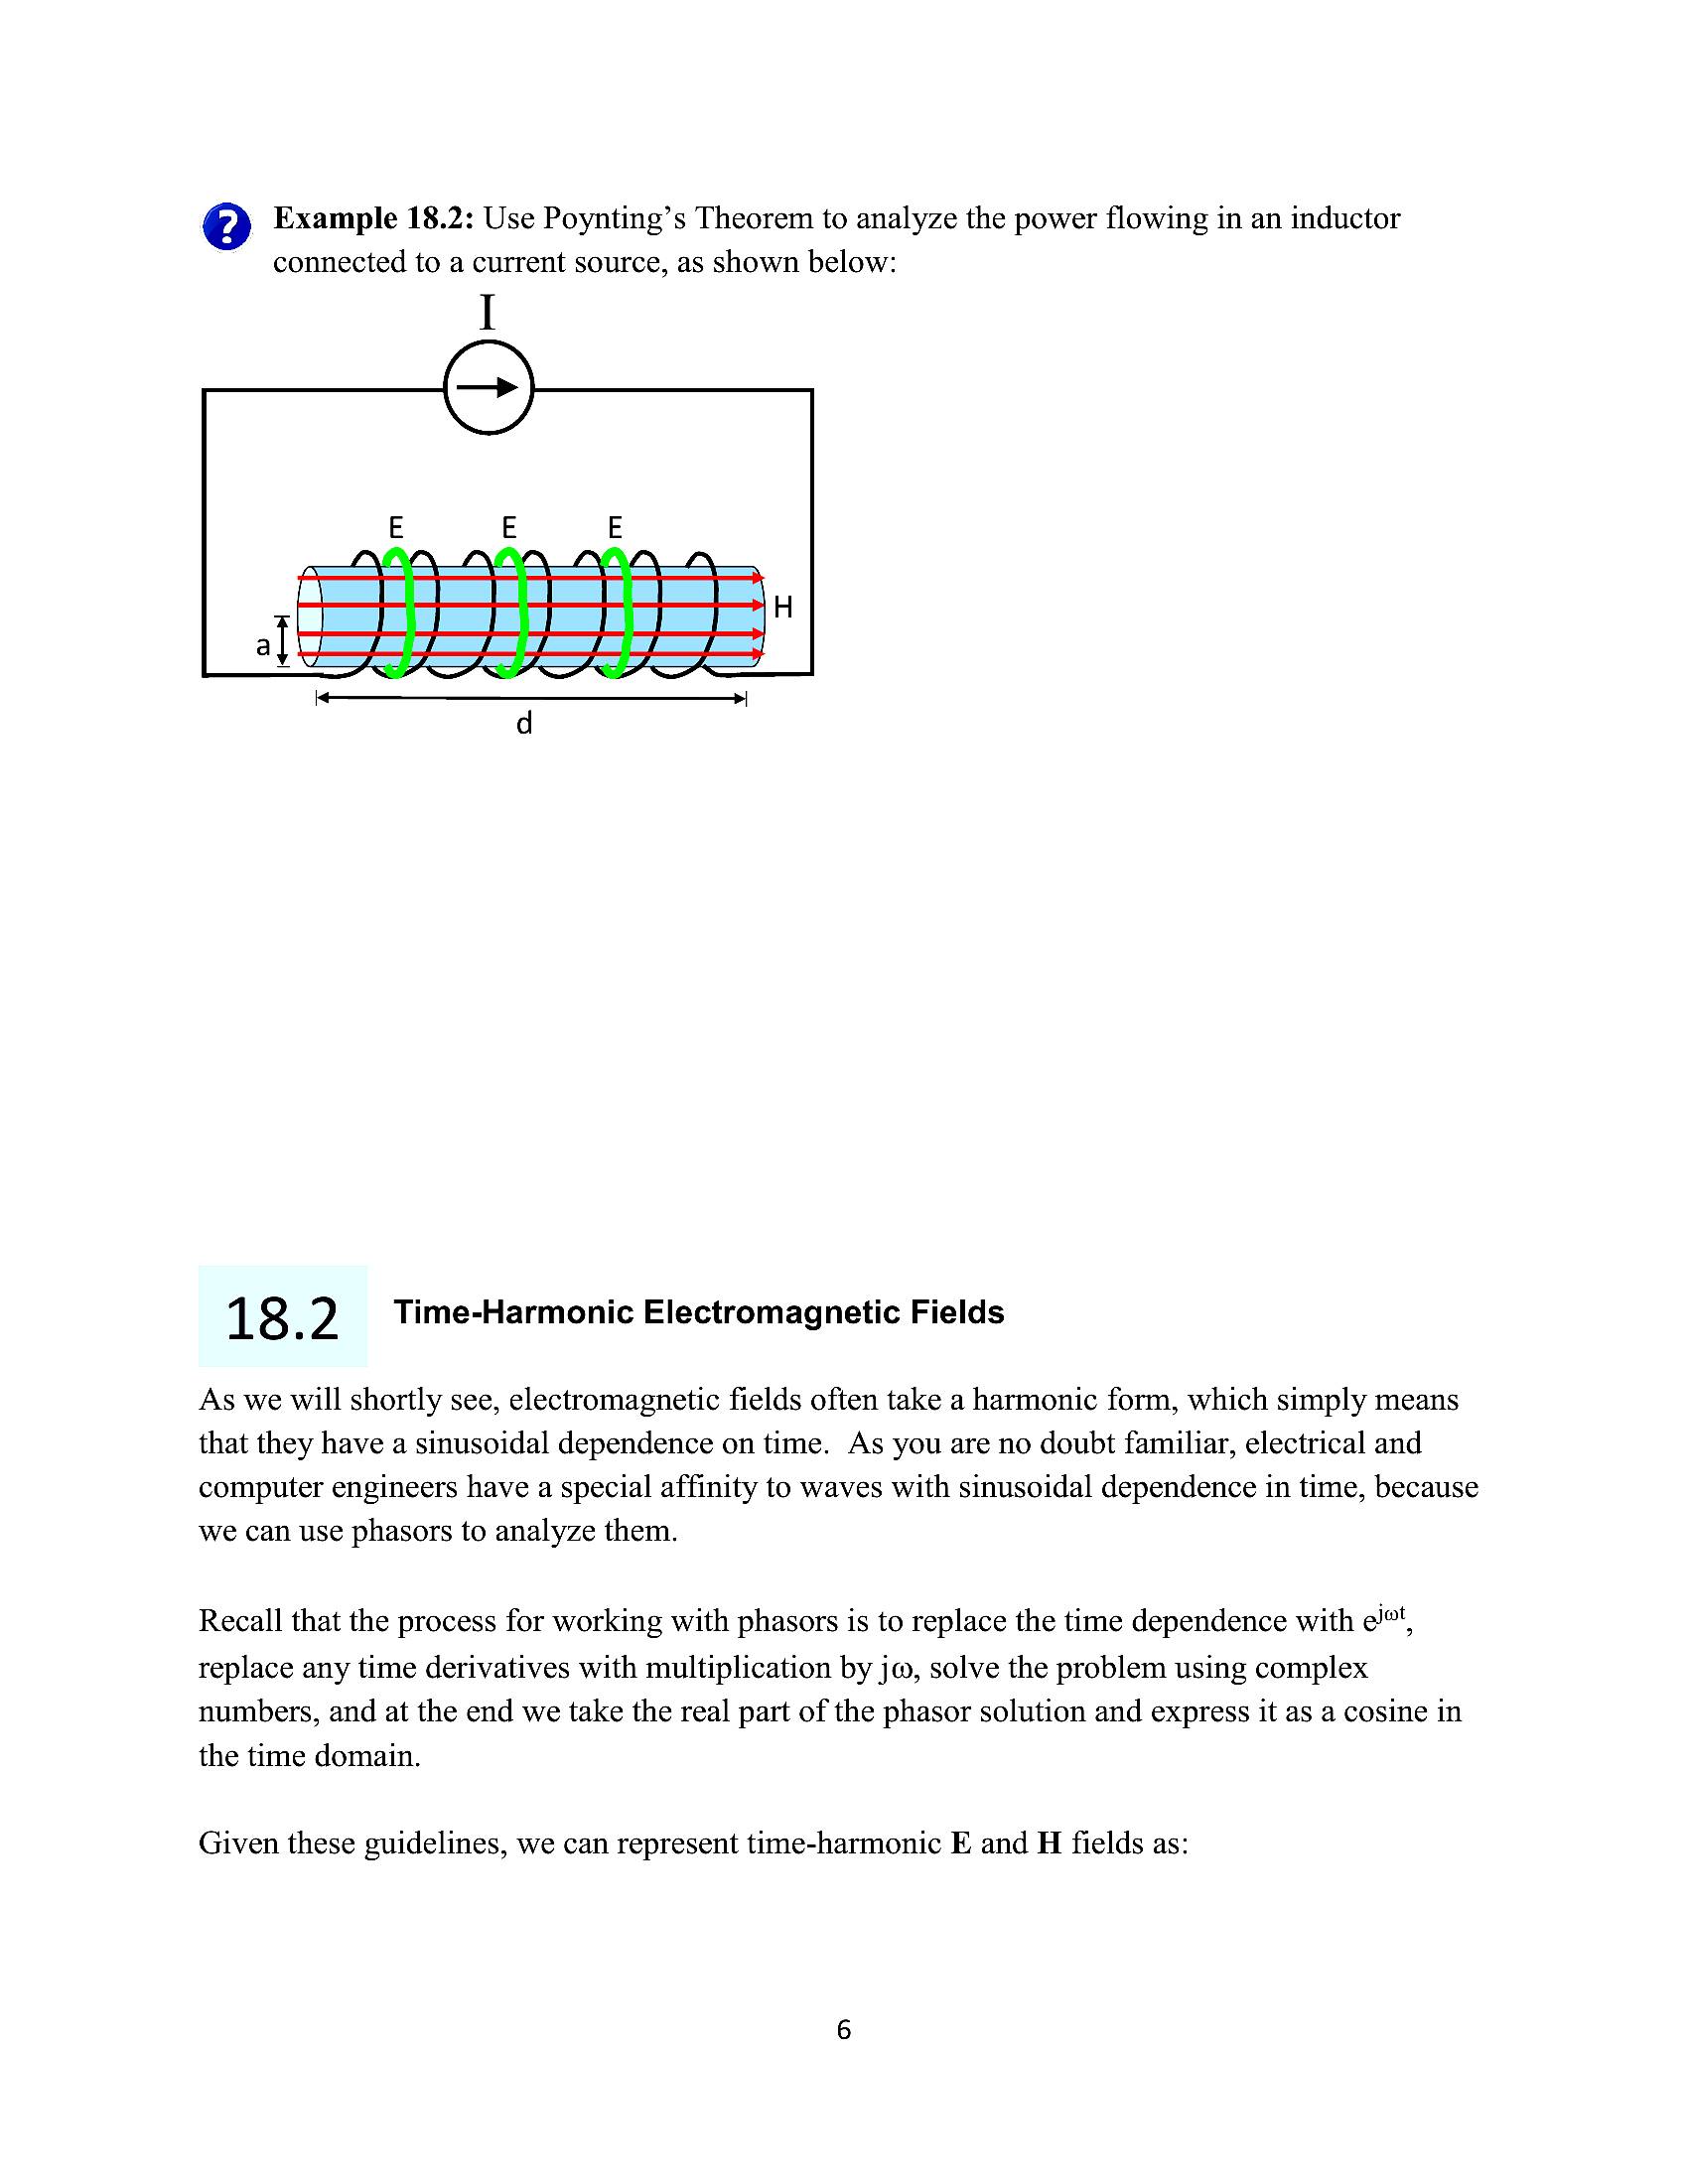 ?
Example 18.2: Use Poynting’s Theorem to analyze the power flowing in an inductor
connected to a current source, as shown below:
I
E E E
H
a
d
18.2 Time-Harmonic Electromagnetic Fields
As we will shortly see, electromagnetic fields often take a harmonic form, which simply means
that they have a sinusoidal dependence on time.  As you are no doubt familiar, electrical and
computer engineers have a special affinity to waves with sinusoidal dependence in time, because
we can use phasors to analyze them.
Recall that the process for working with phasors is to replace the time dependence with e^jωt,
replace any time derivatives with multiplication by jω, solve the problem using complex
numbers, and at the end we take the real part of the phasor solution and express it as a cosine in
the time domain.
Given these guidelines, we can represent time-harmonic E and H fields as:
6